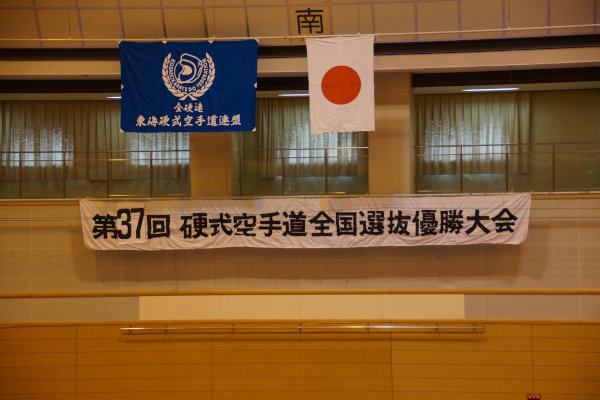 南
全硬連
東海硬式空手道連盟
第37回 硬式空手道全国選抜優勝大会